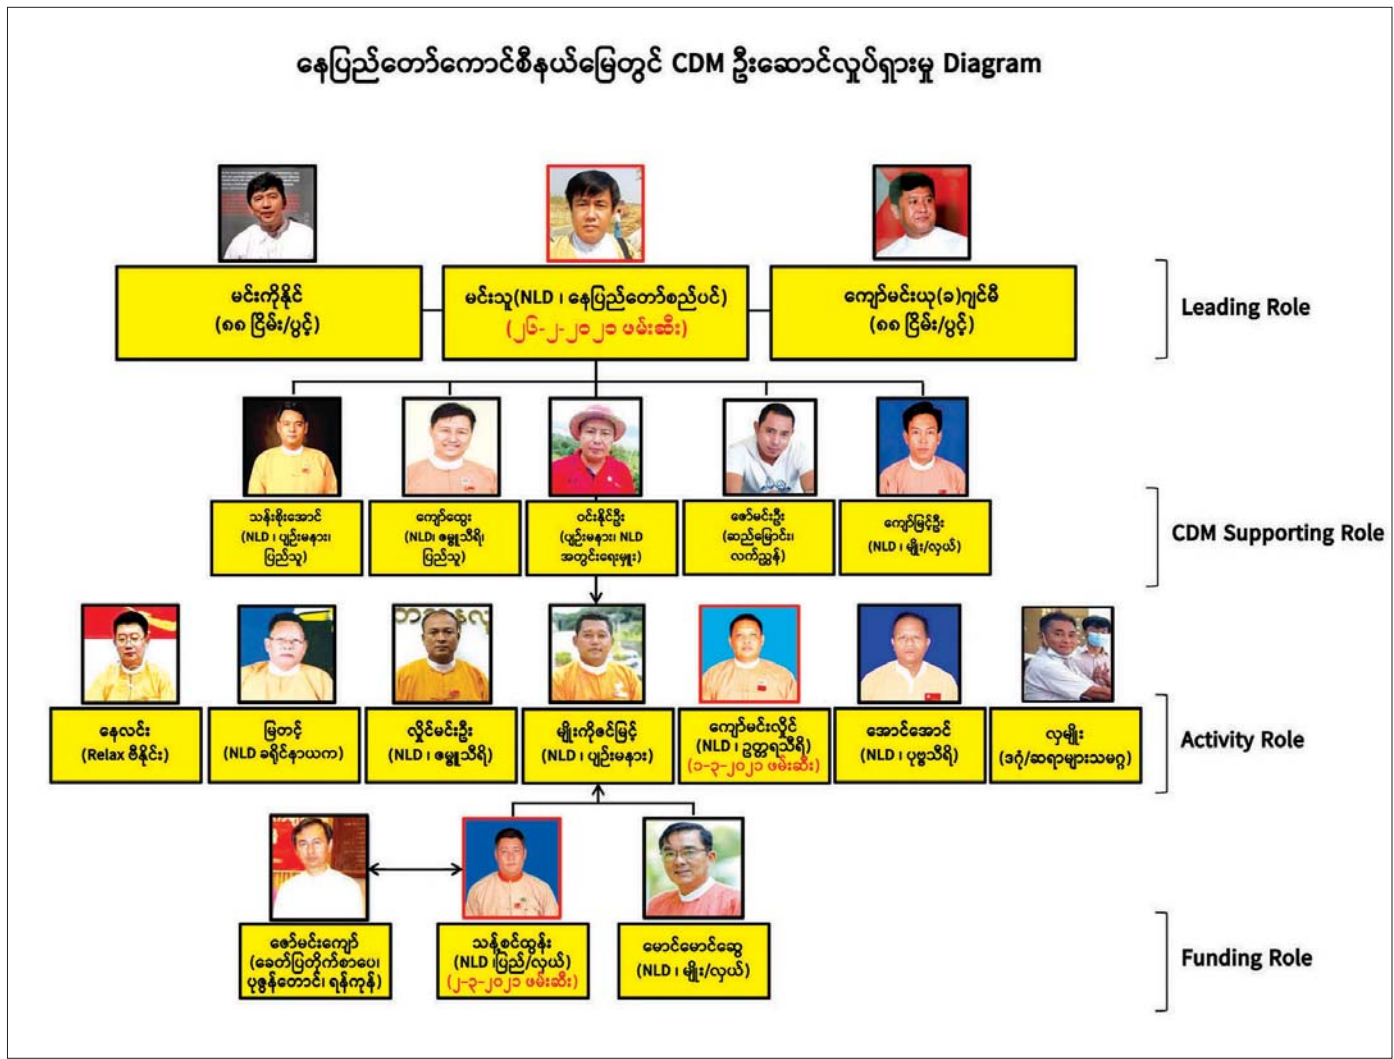 နေပြည်တော်ကောင်စီနယ်မြေတွင် CDM ဦးဆောင်လှုပ်ရှားမှု Diagram
မင်းကိုနိုင်
(၈၈ ငြိမ်း/ပွင့်)
မင်းသူ(NLD ၊ နေပြည်တော်စည်ပင်)
(၂၆-၂-၂၀၂၁ ဖမ်းဆီး)
ကျော်မင်းယု(ခ)ဂျင်မီ
(၈၈ ငြိမ်း/ပွင့်)
Leading Role
သန်းစိုးအောင်
(NLD ၊ ပျဉ်းမနား၊
ပြည်သူ)
ကျော်ထွေး
(NLD၊ ဇမ္ဗူသီရိ၊
ပြည်သူ)
ဝင်းနိုင်ဦး
(ပျဉ်းမနား၊ NLD
အတွင်းရေးမှူး)
ဇော်မင်းဦး
(ဆည်မြောင်း၊
လက်ညွှန်)
ကျော်မြင့်ဦး
(NLD ၊ မျိုး/လွှယ်)
CDM Supporting Role
နေလင်း
(Relax ဗီနိုင်း)
မြတင့်
(NLD ခရိုင်နာယက)
လှိုင်မင်းဦး
(NLD ၊ ဇမ္ဗူသီရိ)
မျိုးကိုဇင်မြင့်
(NLD ၊ ပျဉ်းမနား)
ကျော်မင်းလှိုင်
(NLD ၊ ဥတ္တရသီရိ)
(၁-၃-၂၀၂၁ ဖမ်းဆီး)
အောင်အောင်
(NLD ၊ ပုဗ္ဗသီရိ)
လှမျိုး
(ဒဂုံ/ဆရာများသမဂ္ဂ)
Activity Role
ဇော်မင်းကျော်
(ခေတ်ပြတိုက်စာပေ၊
ပုဇွန်တောင်၊ ရန်ကုန်)
သန့်စင်ထွန်း
(NLD ၊ပြည်/လွှယ်)
(၂-၃-၂၀၂၁ ဖမ်းဆီး)
မောင်မောင်ဆွေ
(NLD ၊ မျိုး/လွှယ်)
Funding Role